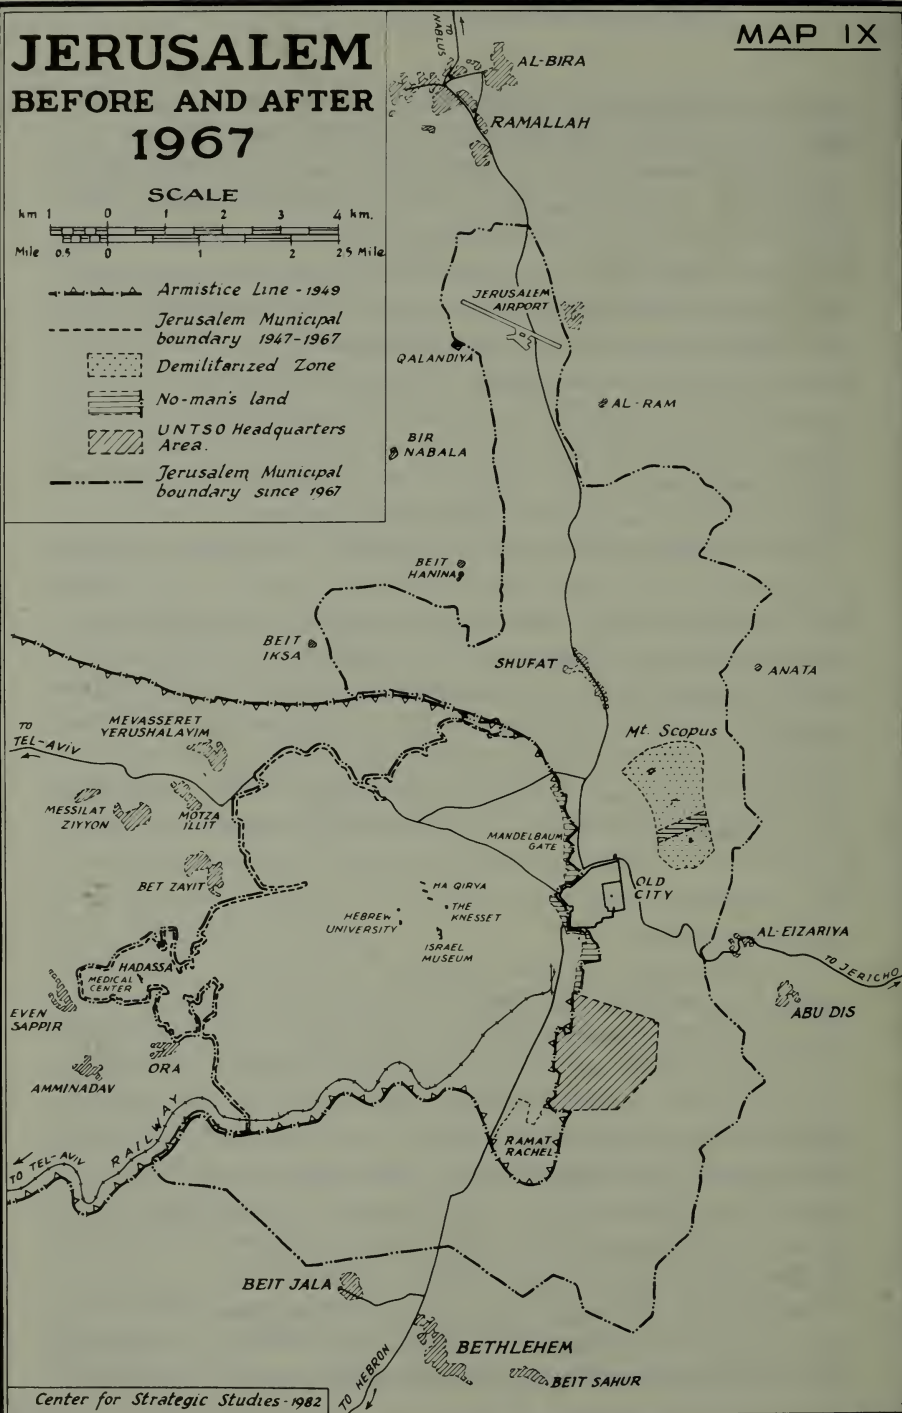 MAP IX
JERUSALEM
BEFORE AND AFTER
1967
SCALE
km 1 0 1 2 3 4 km.
Mile 0.5 0 1 2 2.5 Mile
Armistice Line - 1949
Jerusalem Municipal
boundary 1947-1967
Demilitarized Zone
No-man's land
UNTSO Headquarters
Area.
Jerusalem Municipal
boundary since 1967
TO
NABLUS
AL-BIRA
RAMALLAH
JERUSALEM
AIRPORT
QALANDIYA
AL-RAM
BIR
NABALA
BEIT
HANINA
BEIT
IKSA
SHUFAT
ANATA
Mt. Scopus
TO
TEL-AVIV
MEVASSERET
YERUSHALAYIM
MESSILAT
ZIYYON
MOTZA
ILLIT
MANDELBAUM
GATE
BET ZAYIT
HA QIRYA
HEBREW
UNIVERSITY
THE
KNESSET
ISRAEL
MUSEUM
OLD
CITY
AL-EIZARIYA
TO JERICHO
ABU DIS
HADASSA
MEDICAL
CENTER
EVEN
SAPPIR
ORA
AMMINADAV
RAILWAY
TO TEL-AVIV
RAMAT
RACHEL
BEIT JALA
BETHLEHEM
BEIT SAHUR
TO HEBRON
Center for Strategic Studies - 1982